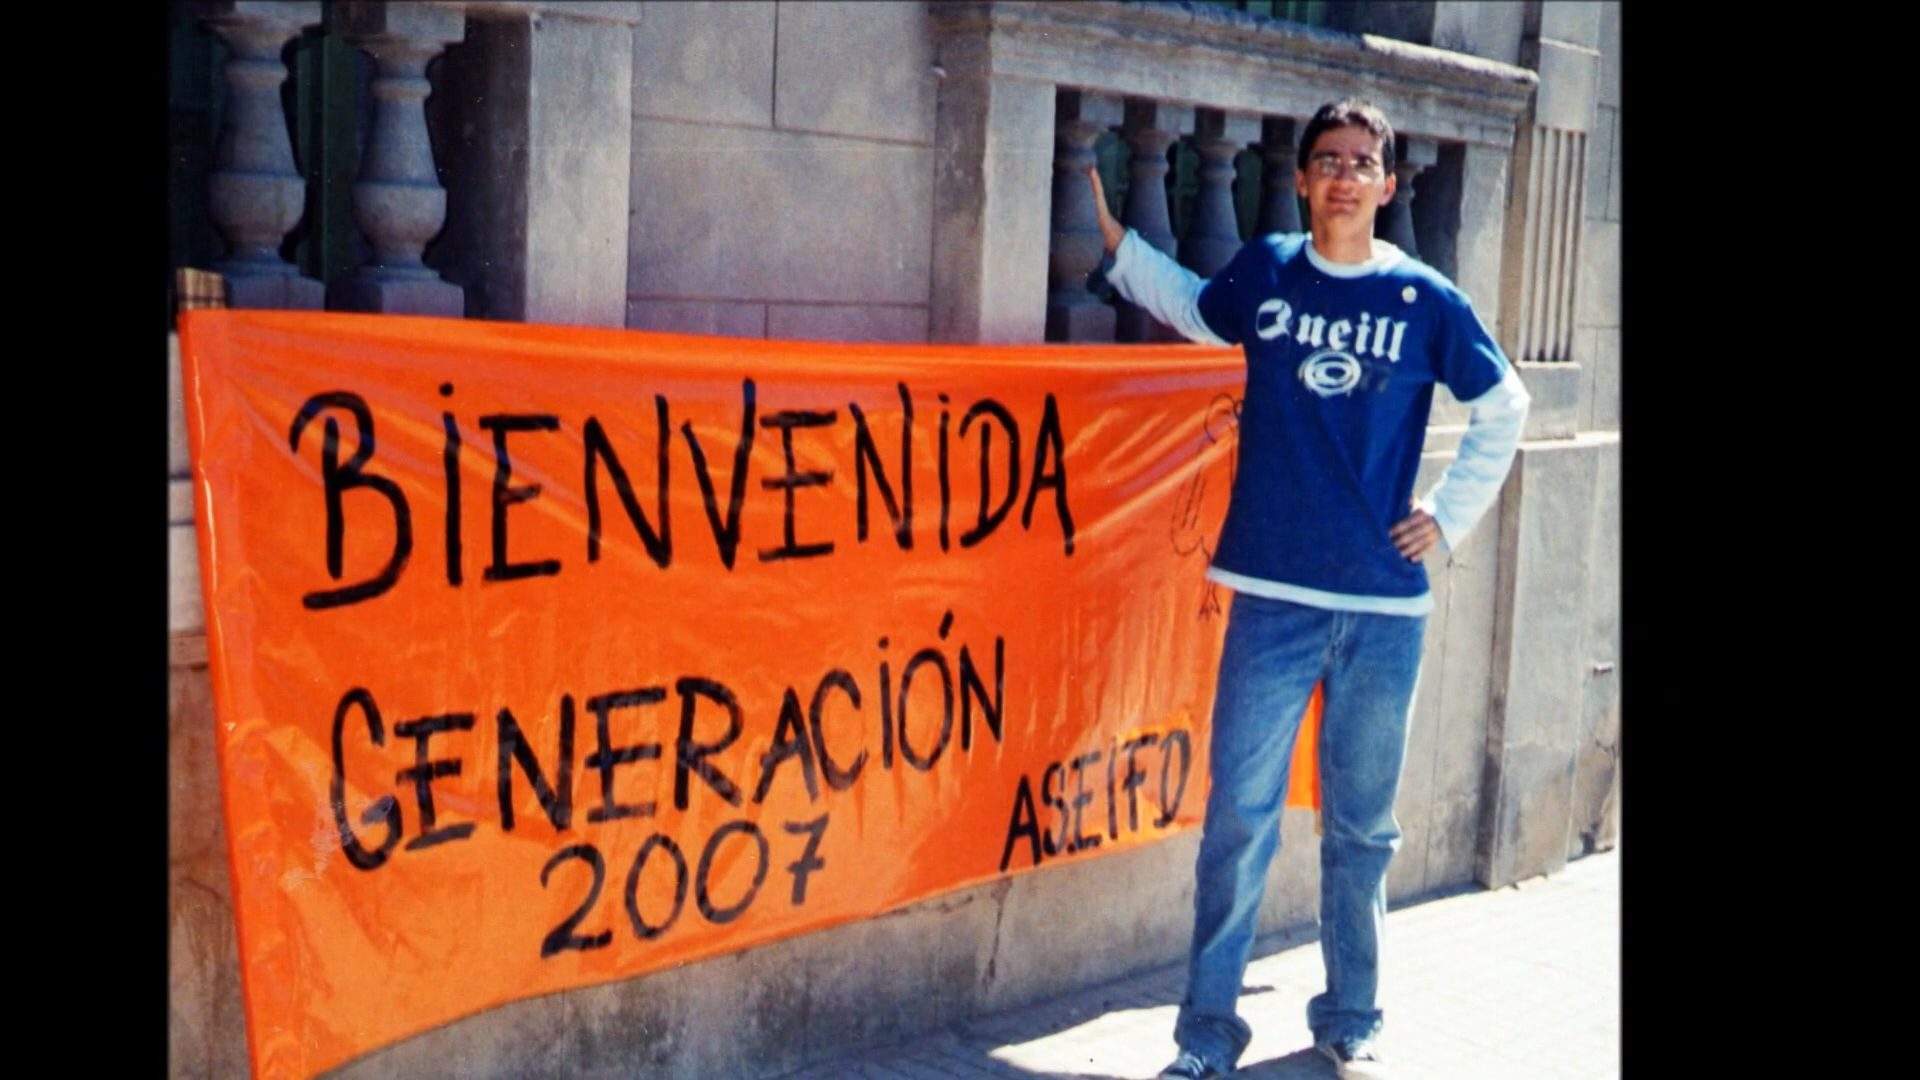 BIENVENIDA
GENERACIÓN
2007
ASEIFD
Oneill